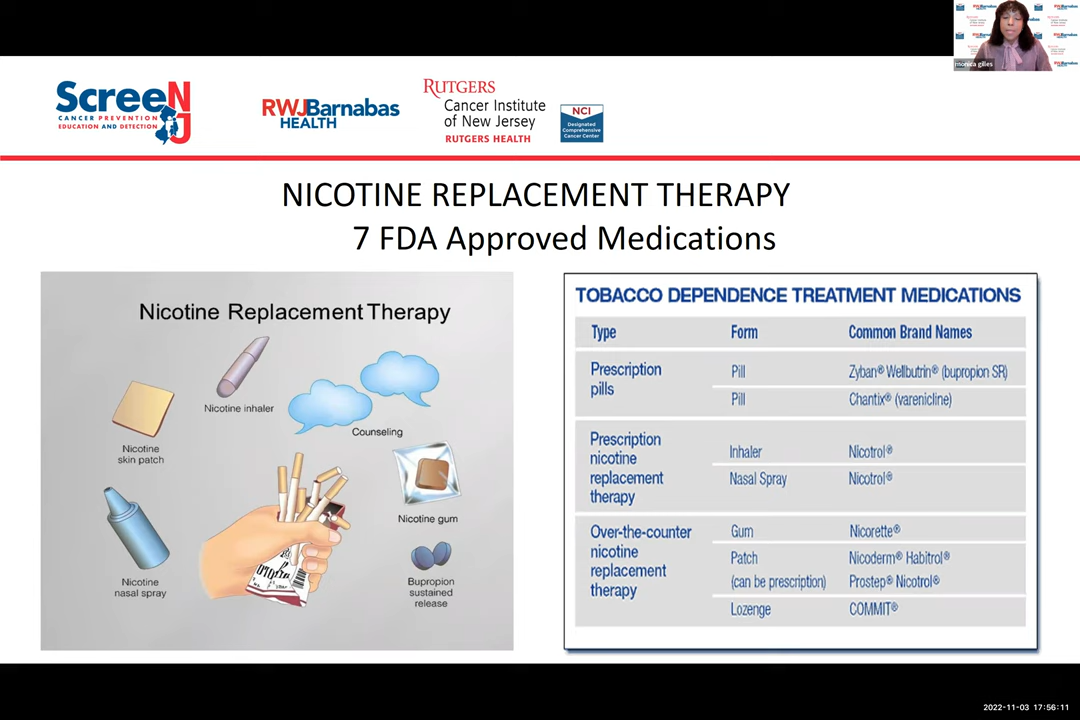 monica gilles
ScreeNJ
CANCER PREVENTION
EDUCATION AND DETECTION
RWJBarnabas
HEALTH
RUTGERS
Cancer Institute
of New Jersey
RUTGERS HEALTH
NCI
Designated
Comprehensive
Cancer Center
NICOTINE REPLACEMENT THERAPY
7 FDA Approved Medications
Nicotine Replacement Therapy
Nicotine inhaler
Counseling
Nicotine
skin patch
Nicotine gum
Nicotine
nasal spray
Bupropion
sustained
release
TOBACCO DEPENDENCE TREATMENT MEDICATIONS
Type Form Common Brand Names
Prescription
pills
Pill Zyban® Wellbutrin® (bupropion SR)
Pill Chantix® (varenicline)
Prescription
nicotine
replacement
therapy
Inhaler Nicotrol®
Nasal Spray Nicotrol®
Over-the-counter
nicotine
replacement
therapy
Gum Nicorette®
Patch Nicoderm® Habitrol®
(can be prescription) Prostep® Nicotrol®
Lozenge COMMIT®
2022-11-03 17:56:11